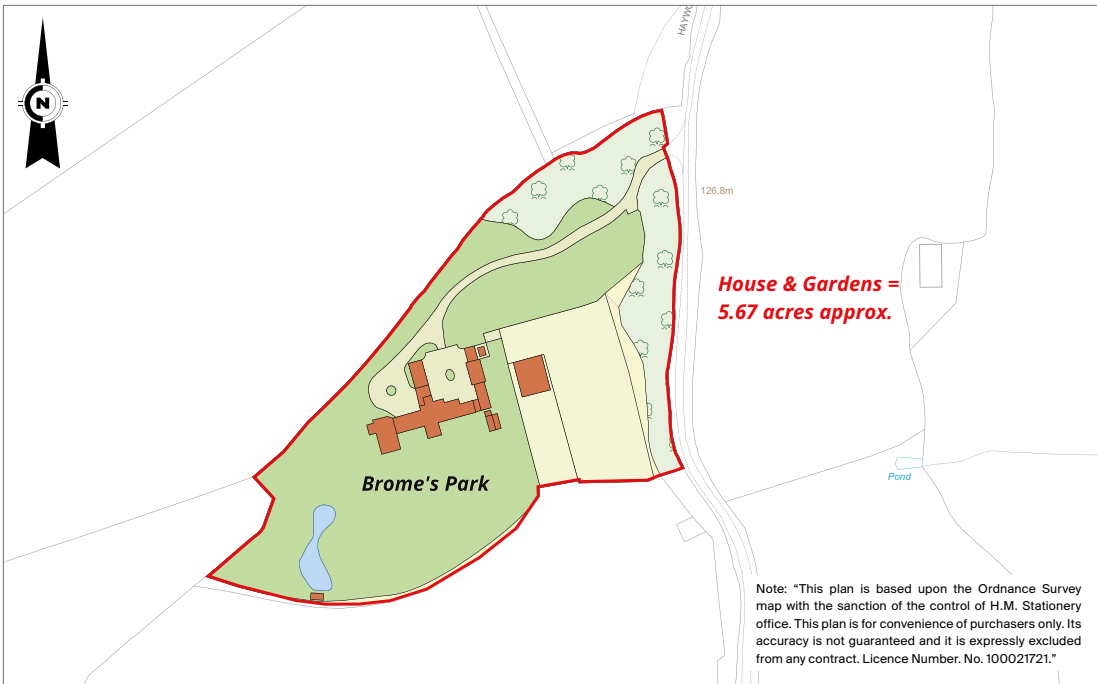 N
126.8m
House & Gardens =
5.67 acres approx.
Brome's Park
Pond
Note: “This plan is based upon the Ordnance Survey
map with the sanction of the control of H.M. Stationery
office. This plan is for convenience of purchasers only. Its
accuracy is not guaranteed and it is expressly excluded
from any contract. Licence Number. No. 100021721.”